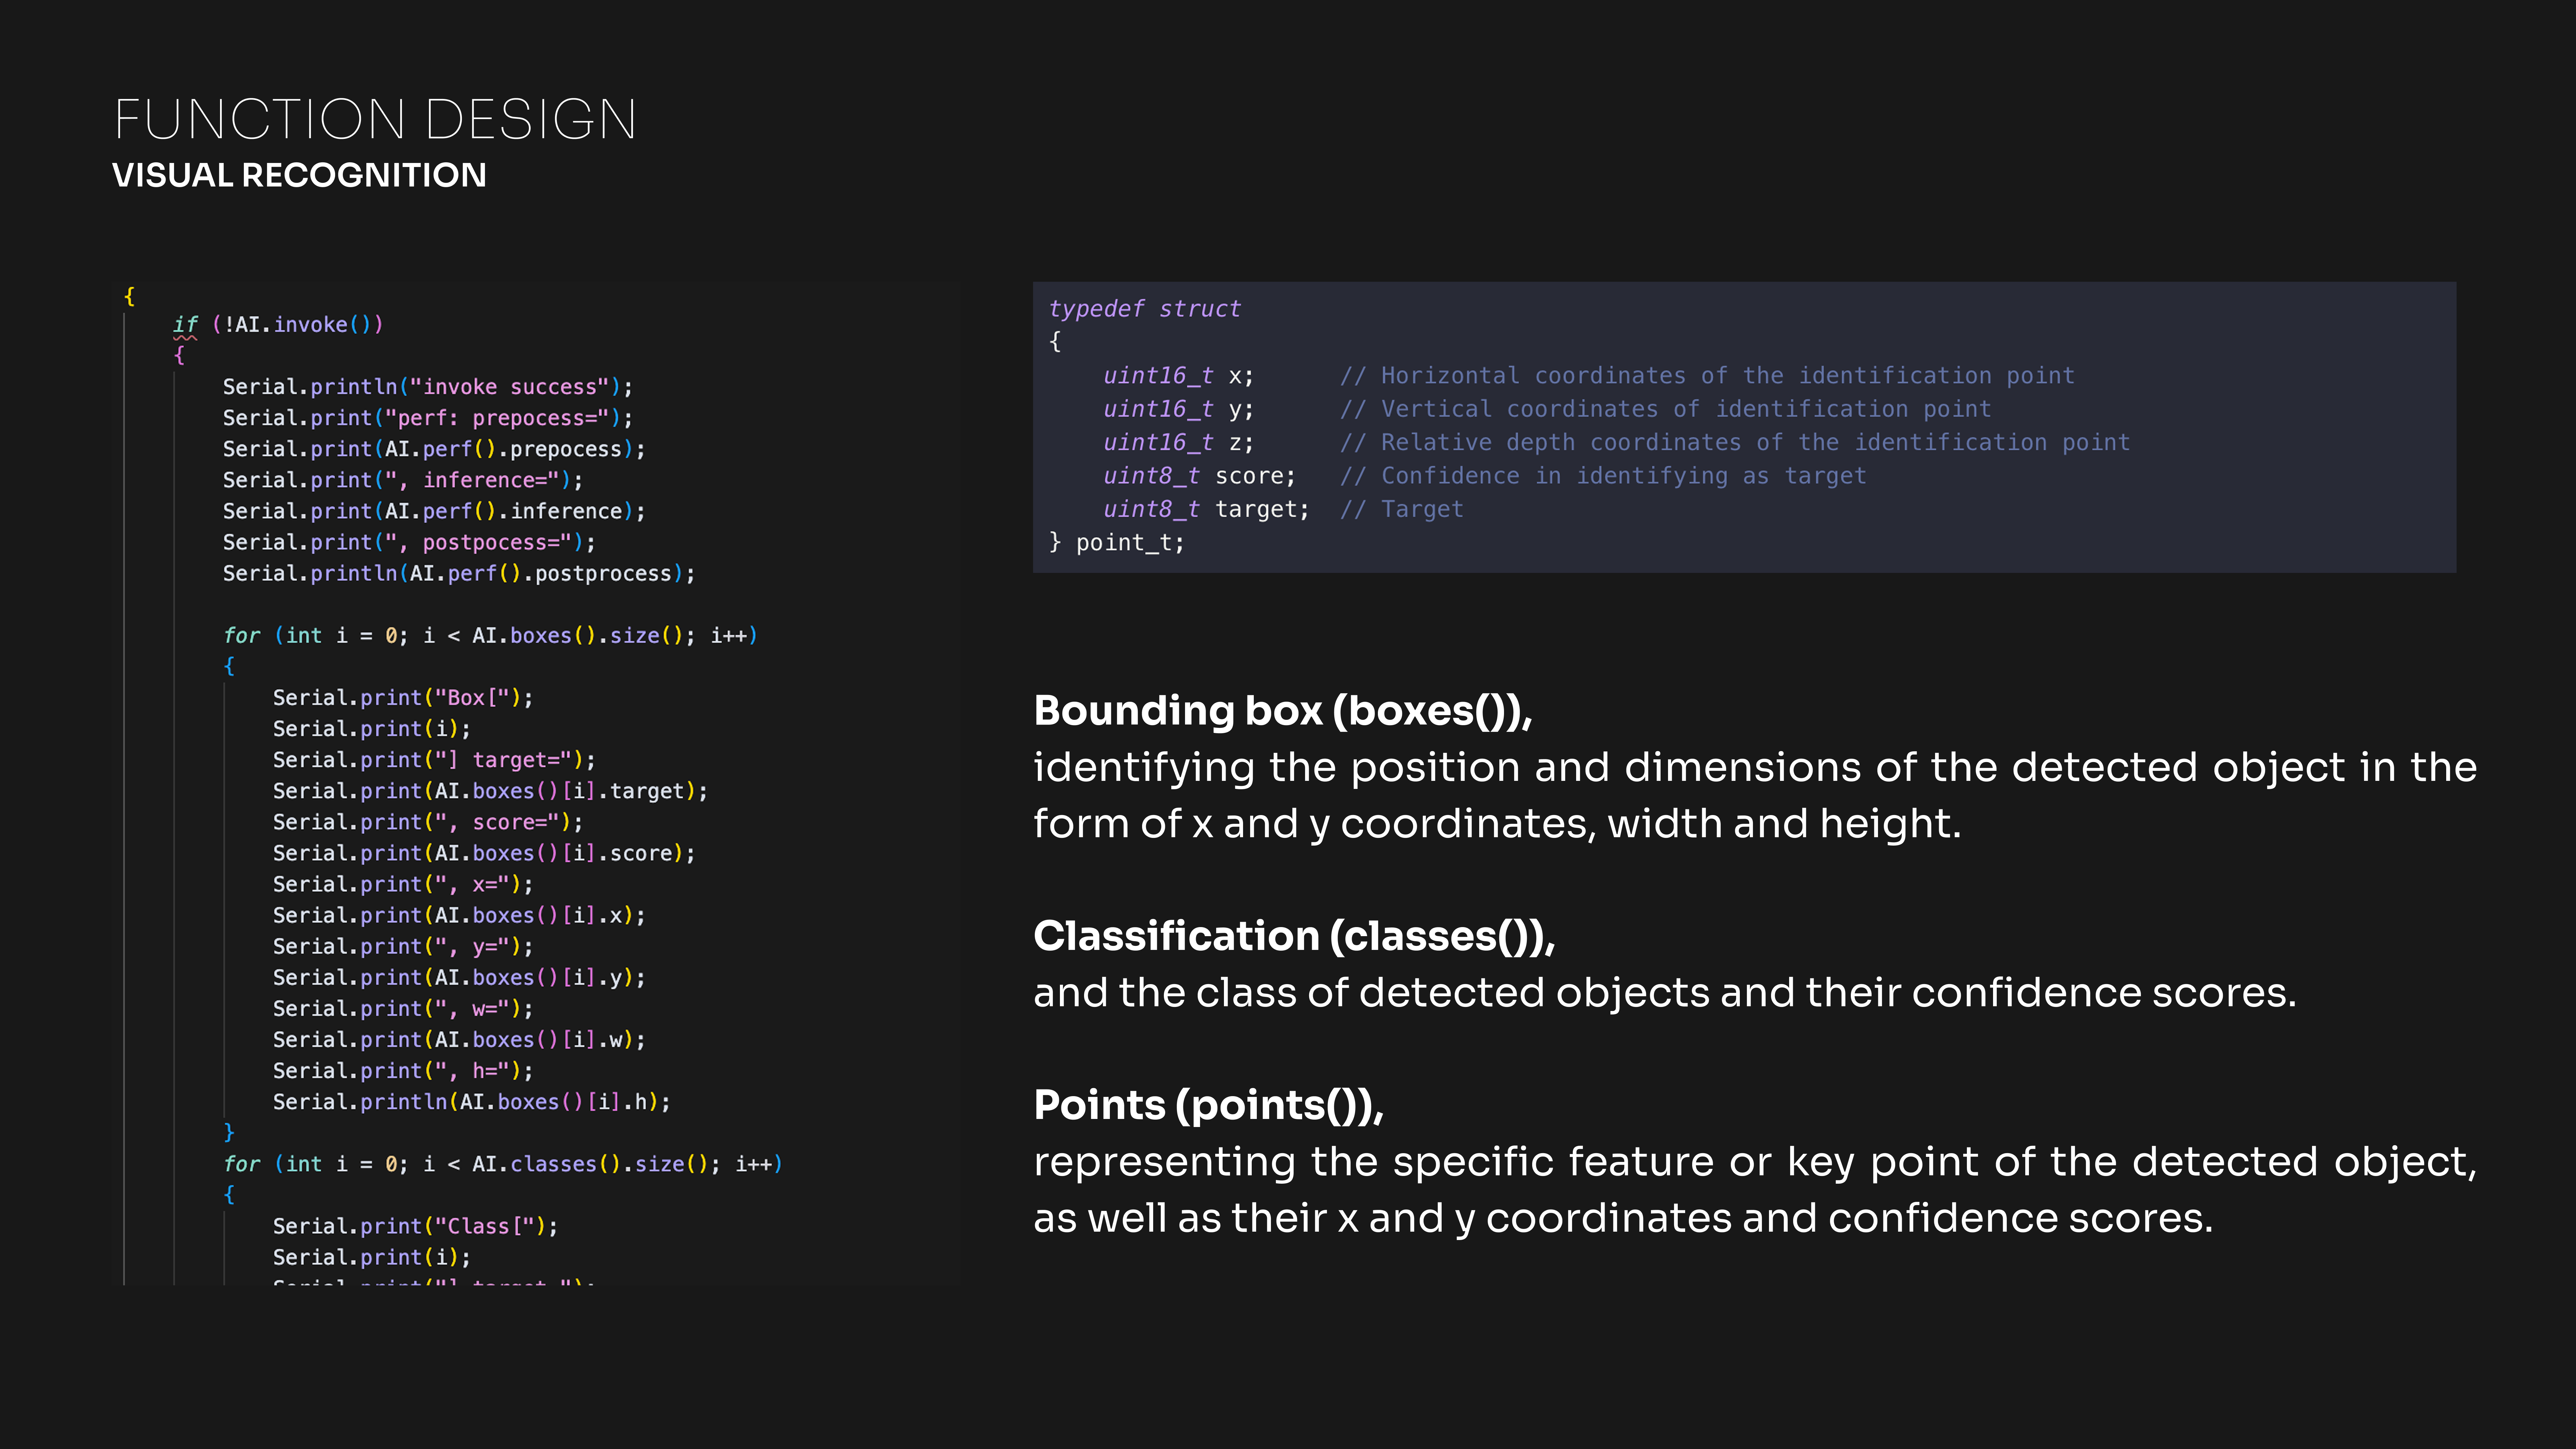 FUNCTION DESIGN
VISUAL RECOGNITION
{
    if (!AI.invoke())
    {
        Serial.println("invoke success");
        Serial.print("perf: prepocess=");
        Serial.print(AI.perf().prepocess);
        Serial.print(", inference=");
        Serial.print(AI.perf().inference);
        Serial.print(", postpocess=");
        Serial.println(AI.perf().postprocess);
        for (int i = 0; i < AI.boxes().size(); i++)
        {
            Serial.print("Box[");
            Serial.print(i);
            Serial.print("] target=");
            Serial.print(AI.boxes()[i].target);
            Serial.print(", score=");
            Serial.print(AI.boxes()[i].score);
            Serial.print(", x=");
            Serial.print(AI.boxes()[i].x);
            Serial.print(", y=");
            Serial.print(AI.boxes()[i].y);
            Serial.print(", w=");
            Serial.print(AI.boxes()[i].w);
            Serial.print(", h=");
            Serial.println(AI.boxes()[i].h);
        }
        for (int i = 0; i < AI.classes().size(); i++)
        {
            Serial.print("Class[");
            Serial.print(i);
typedef struct
{
    uint16_t x;      // Horizontal coordinates of the identification point
    uint16_t y;      // Vertical coordinates of identification point
    uint16_t z;      // Relative depth coordinates of the identification point
    uint8_t score;   // Confidence in identifying as target
    uint8_t target;  // Target
} point_t;
Bounding box (boxes()),
identifying the position and dimensions of the detected object in the
form of x and y coordinates, width and height.
Classification (classes()),
and the class of detected objects and their confidence scores.
Points (points()),
representing the specific feature or key point of the detected object,
as well as their x and y coordinates and confidence scores.